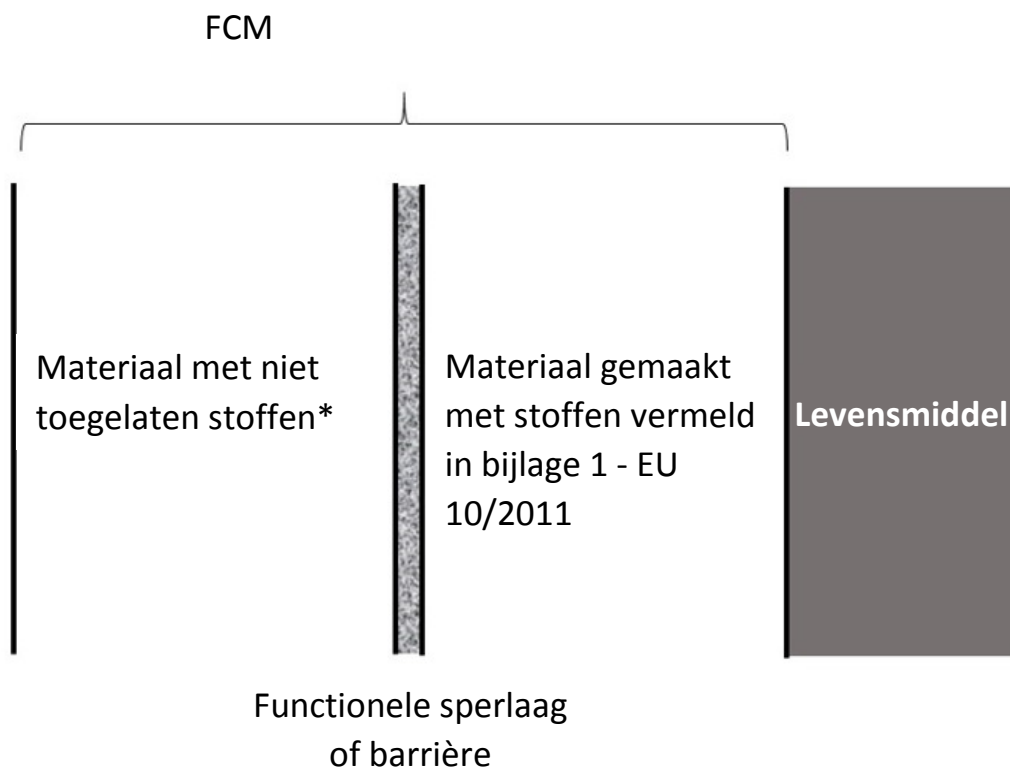 FCM
Materiaal met niet
toegelaten stoffen*
Materiaal gemaakt
met stoffen vermeld
in bijlage 1 - EU
10/2011
Levensmiddel
Functionele sperlaag
of barrière